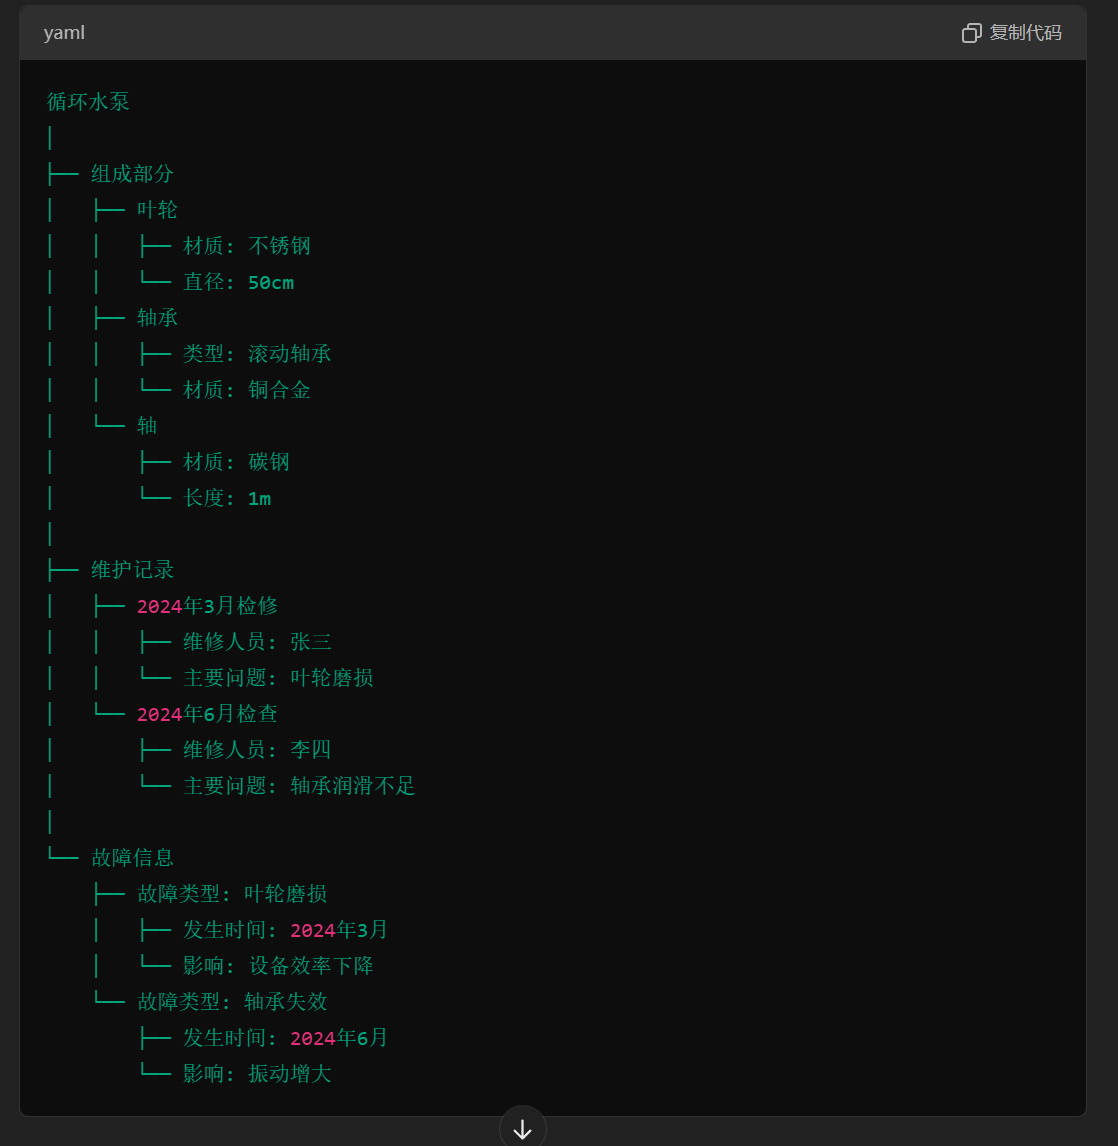 yaml 复制代码
循环水泵
│
├── 组成部分
│   ├── 叶轮
│   │   ├── 材质: 不锈钢
│   │   └── 直径: 50cm
│   ├── 轴承
│   │   ├── 类型: 滚动轴承
│   │   └── 材质: 铜合金
│   └── 轴
│       ├── 材质: 碳钢
│       └── 长度: 1m
│
├── 维护记录
│   ├── 2024年3月检修
│   │   ├── 维修人员: 张三
│   │   └── 主要问题: 叶轮磨损
│   └── 2024年6月检查
│       ├── 维修人员: 李四
│       └── 主要问题: 轴承润滑不足
│
└── 故障信息
    ├── 故障类型: 叶轮磨损
    │   ├── 发生时间: 2024年3月
    │   └── 影响: 设备效率下降
    └── 故障类型: 轴承失效
        ├── 发生时间: 2024年6月
        └── 影响: 振动增大